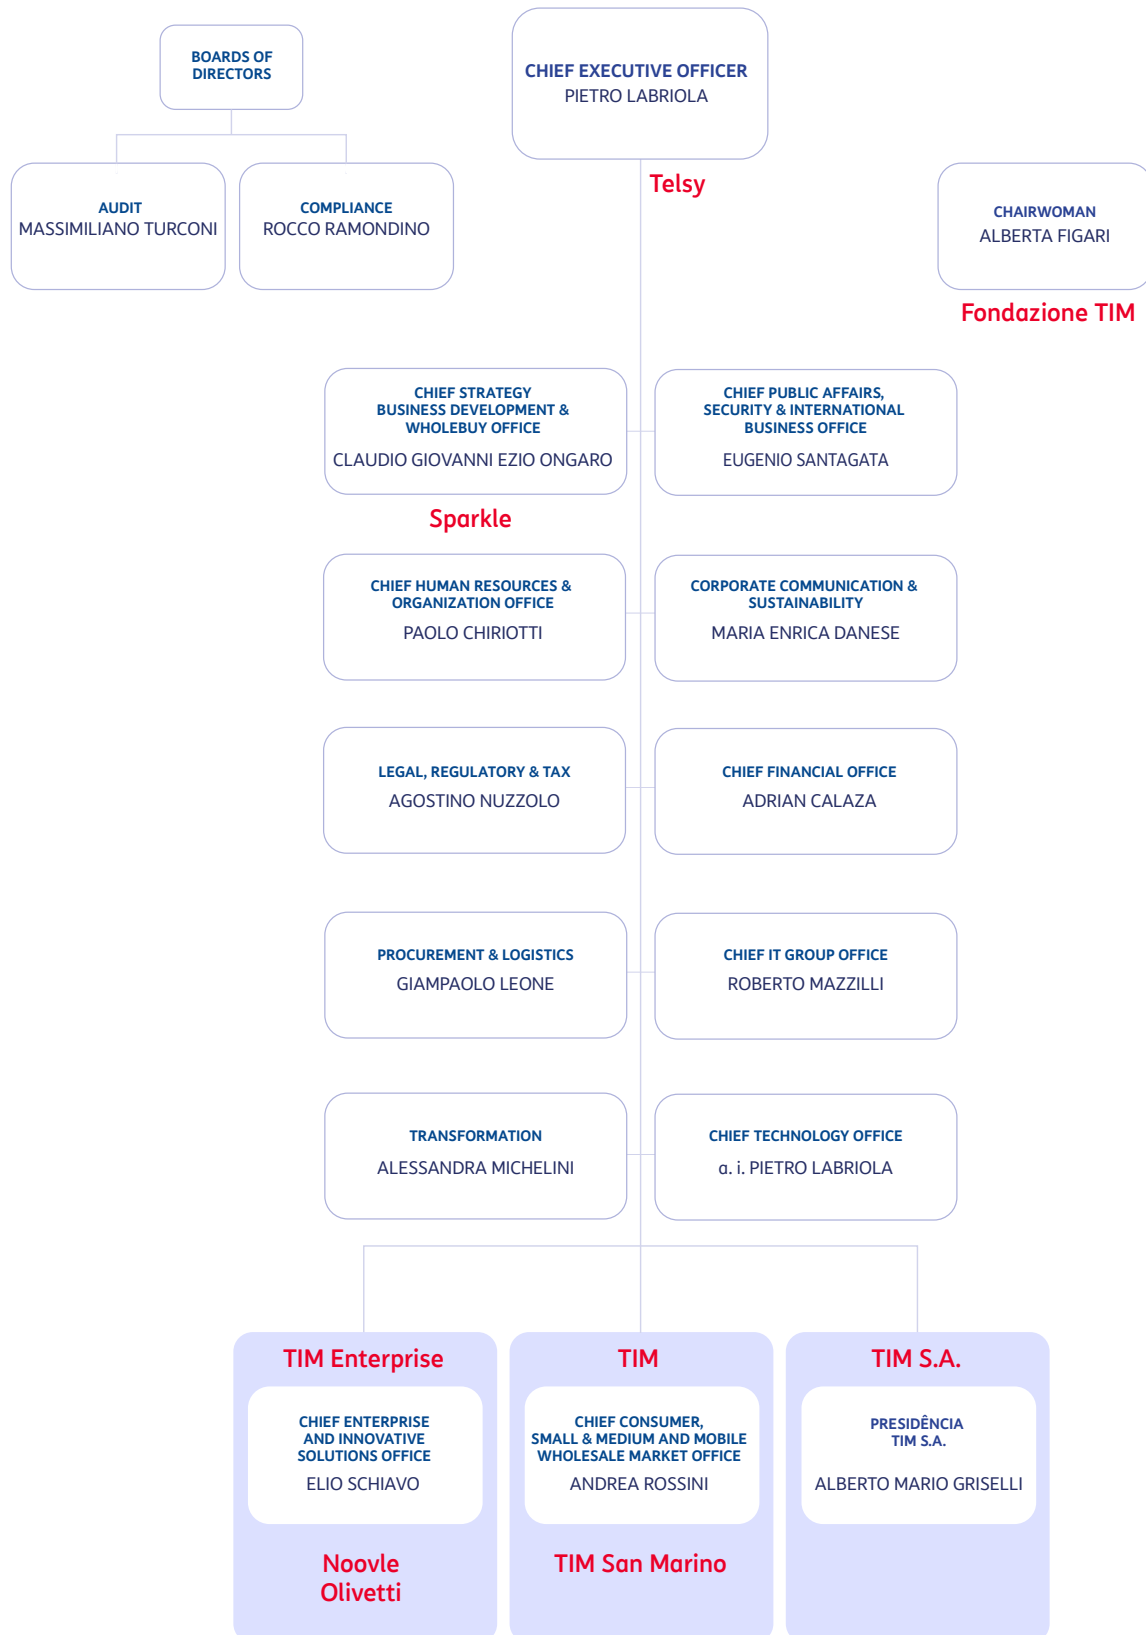 BOARDS OF
DIRECTORS
CHIEF EXECUTIVE OFFICER
PIETRO LABRIOLA
Telsy
AUDIT
MASSIMILIANO TURCONI
COMPLIANCE
ROCCO RAMONDINO
CHAIRWOMAN
ALBERTA FIGARI
Fondazione TIM
CHIEF STRATEGY
BUSINESS DEVELOPMENT &
WHOLEBUY OFFICE
CLAUDIO GIOVANNI EZIO ONGARO
Sparkle
CHIEF PUBLIC AFFAIRS,
SECURITY & INTERNATIONAL
BUSINESS OFFICE
EUGENIO SANTAGATA
CHIEF HUMAN RESOURCES &
ORGANIZATION OFFICE
PAOLO CHIRIOTTI
CORPORATE COMMUNICATION &
SUSTAINABILITY
MARIA ENRICA DANESE
LEGAL, REGULATORY & TAX
AGOSTINO NUZZOLO
CHIEF FINANCIAL OFFICE
ADRIAN CALAZA
PROCUREMENT & LOGISTICS
GIAMPAOLO LEONE
CHIEF IT GROUP OFFICE
ROBERTO MAZZILLI
TRANSFORMATION
ALESSANDRA MICHELINI
CHIEF TECHNOLOGY OFFICE
a. i. PIETRO LABRIOLA
TIM Enterprise
CHIEF ENTERPRISE
AND INNOVATIVE
SOLUTIONS OFFICE
ELIO SCHIAVO
Noovle
Olivetti
TIM
CHIEF CONSUMER,
SMALL & MEDIUM AND MOBILE
WHOLESALE MARKET OFFICE
ANDREA ROSSINI
TIM San Marino
TIM S.A.
PRESIDÊNCIA
TIM S.A.
ALBERTO MARIO GRISELLI